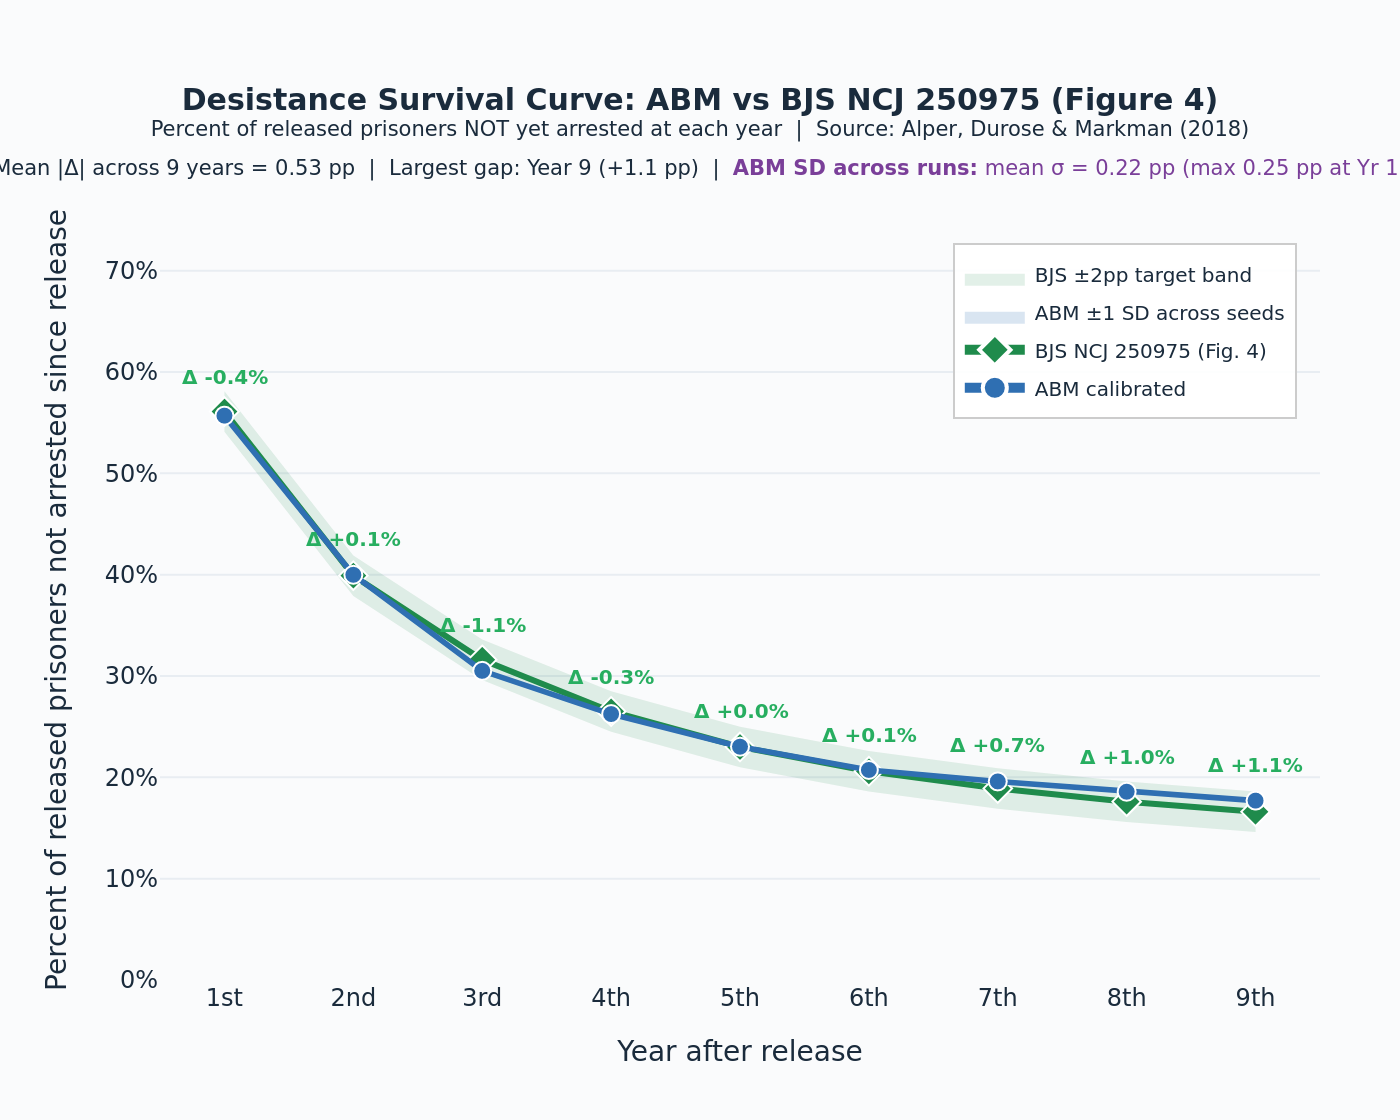 Desistance Survival Curve: ABM vs BJS NCJ 250975 (Figure 4)
Percent of released prisoners NOT yet arrested at each year | Source: Alper, Durose & Markman (2018)
Mean |Δ| across 9 years = 0.53 pp | Largest gap: Year 9 (+1.1 pp) | ABM SD across runs: mean σ = 0.22 pp (max 0.25 pp at Yr 1
Percent of released prisoners not arrested since release
70%
60%
50%
40%
30%
20%
10%
0%
BJS ±2pp target band
ABM ±1 SD across seeds
BJS NCJ 250975 (Fig. 4)
ABM calibrated
Δ -0.4%
Δ +0.1%
Δ -1.1%
Δ -0.3%
Δ +0.0%
Δ +0.1%
Δ +0.7%
Δ +1.0%
Δ +1.1%
1st
2nd
3rd
4th
5th
6th
7th
8th
9th
Year after release